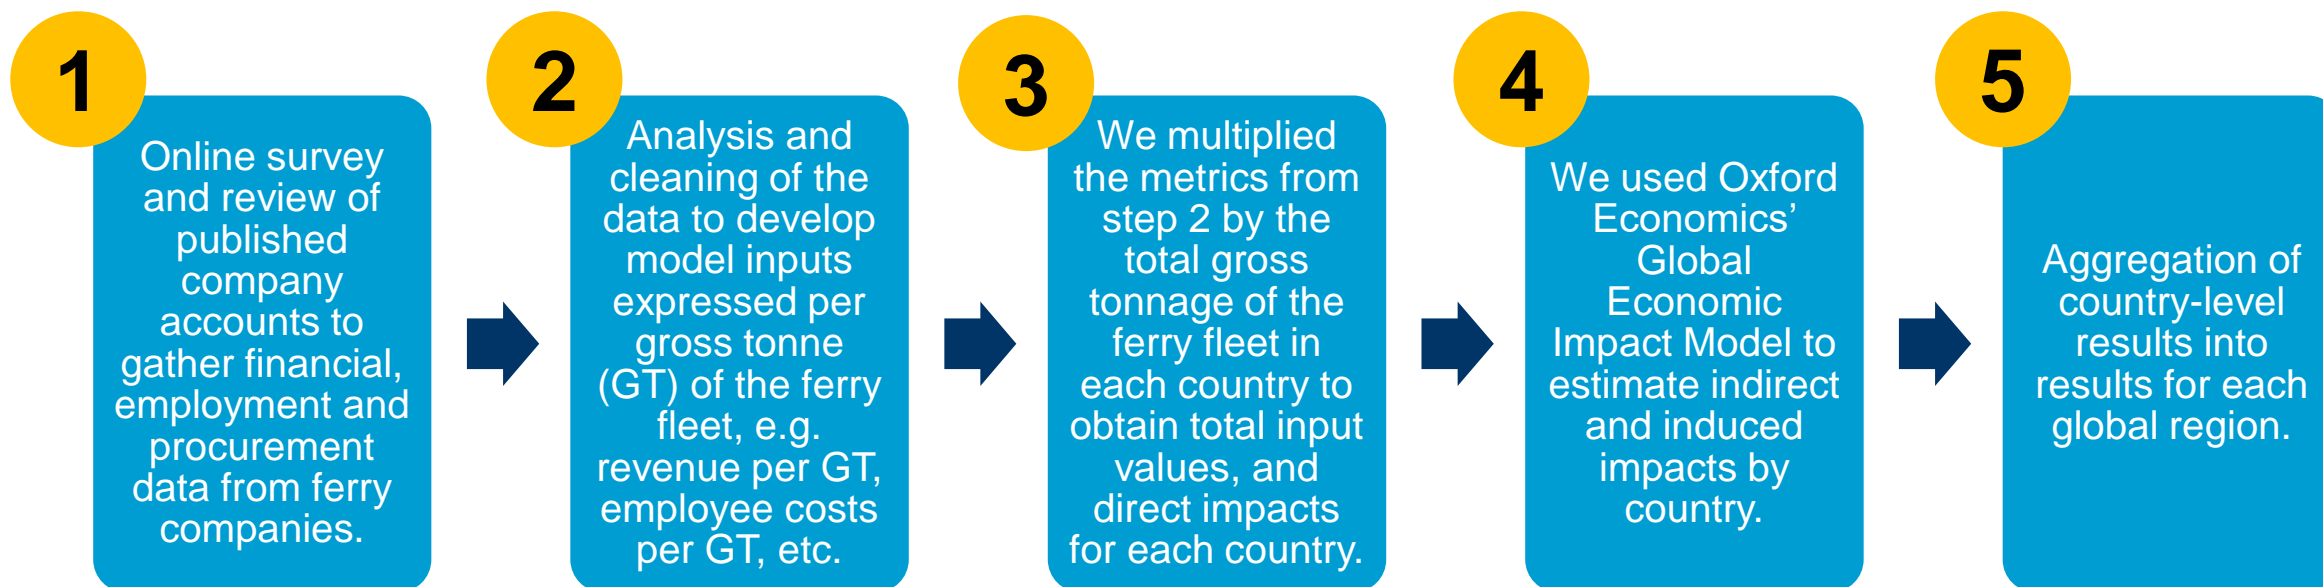 1
Online survey
and review of
published
company
accounts to
gather financial,
employment and
procurement
data from ferry
companies.
2
Analysis and
cleaning of the
data to develop
model inputs
expressed per
gross tonne
(GT) of the ferry
fleet, e.g.
revenue per GT,
employee costs
per GT, etc.
3
We multiplied
the metrics from
step 2 by the
total gross
tonnage of the
ferry fleet in
each country to
obtain total input
values, and
direct impacts
for each country.
4
We used Oxford
Economics’
Global
Economic
Impact Model to
estimate indirect
and induced
impacts by
country.
5
Aggregation of
country-level
results into
results for each
global region.